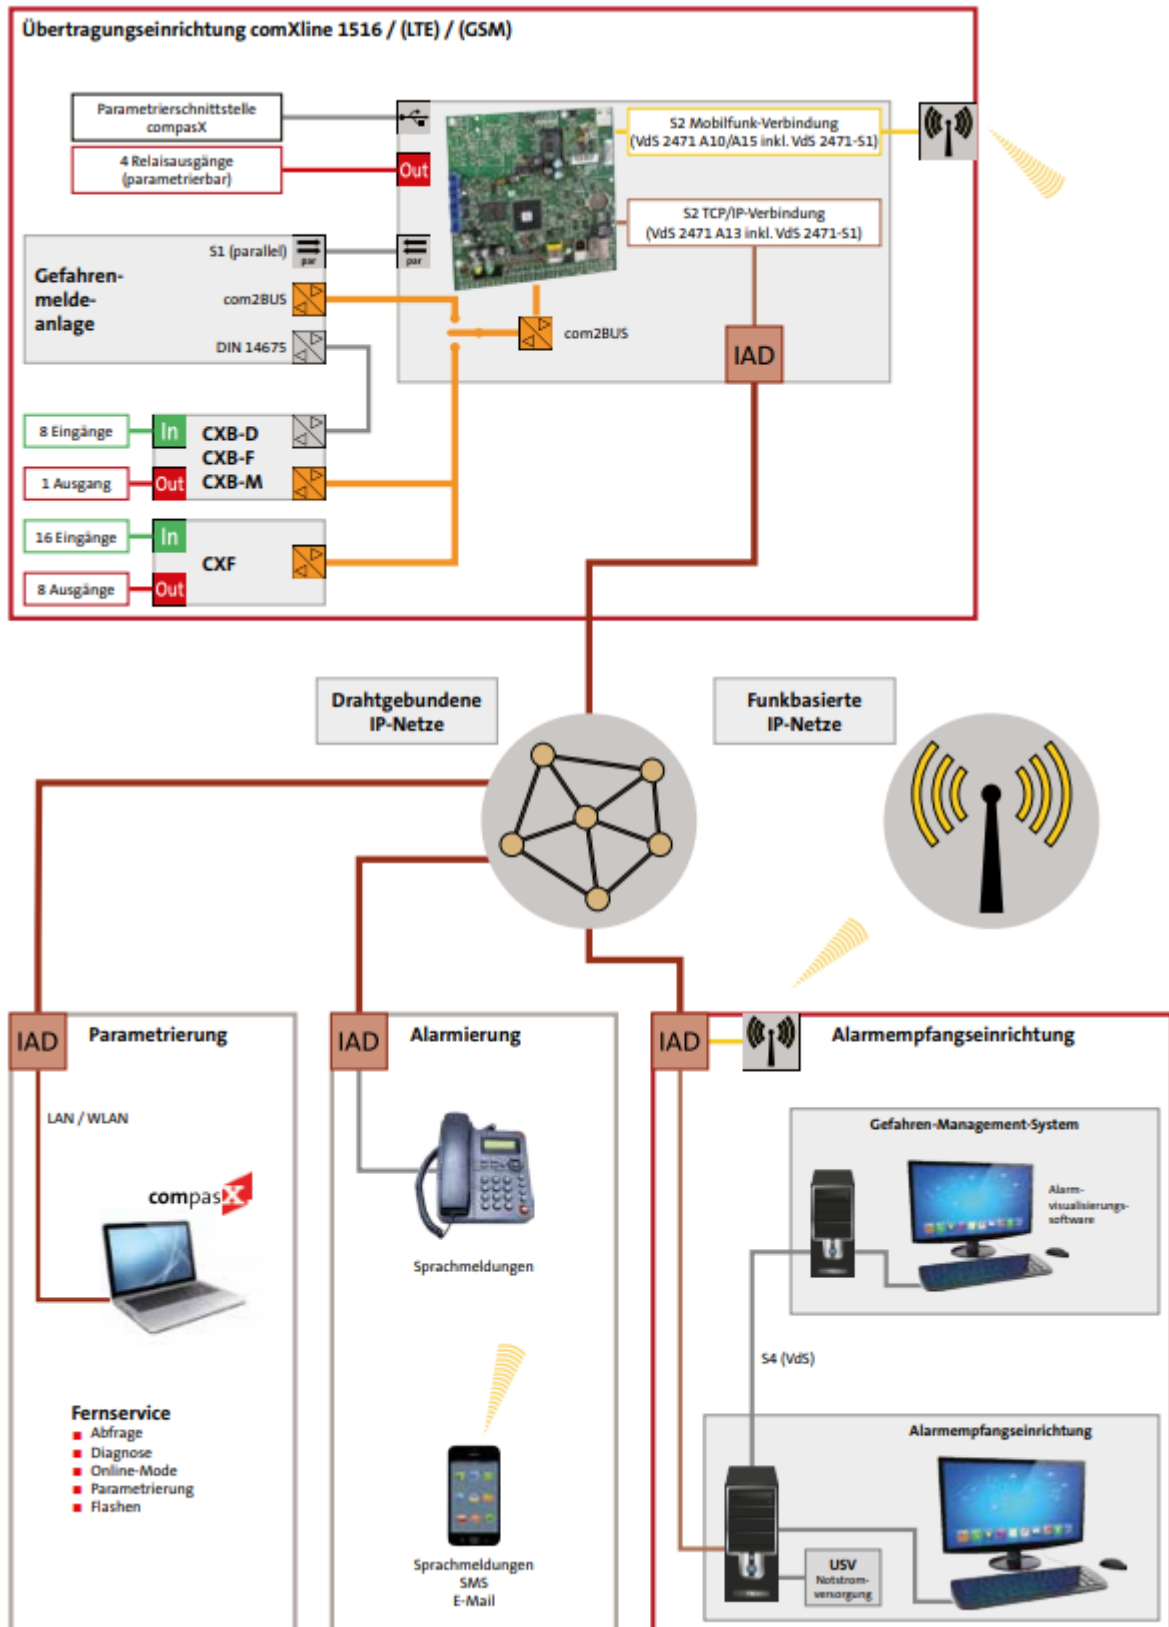 Übertragungseinrichtung comXline 1516 / (LTE) / (GSM)
Parametrierschnittstelle
compasX
4 Relaisausgänge
(parametrierbar)
Out
S2 Mobilfunk-Verbindung
(VdS 2471 A10/A15 inkl. VdS 2471-S1)
S2 TCP/IP-Verbindung
(VdS 2471 A13 inkl. VdS 2471-S1)
Gefahren-
melde-
anlage
S1 (parallel)
par
par
com2BUS
DIN 14675
com2BUS
IAD
8 Eingänge
In
CXB-D
CXB-F
CXB-M
1 Ausgang
Out
16 Eingänge
In
CXF
8 Ausgänge
Out
Drahtgebundene
IP-Netze
Funkbasierte
IP-Netze
IAD
Parametrierung
LAN / WLAN
compasX
Fernservice
Abfrage
Diagnose
Online-Mode
Parametrierung
Flashen
IAD
Alarmierung
Sprachmeldungen
Sprachmeldungen
SMS
E-Mail
IAD
Alarmempfangseinrichtung
Gefahren-Management-System
Alarm-
visualisierungs-
software
S4 (VdS)
Alarmempfangseinrichtung
USV
Notstrom-
versorgung